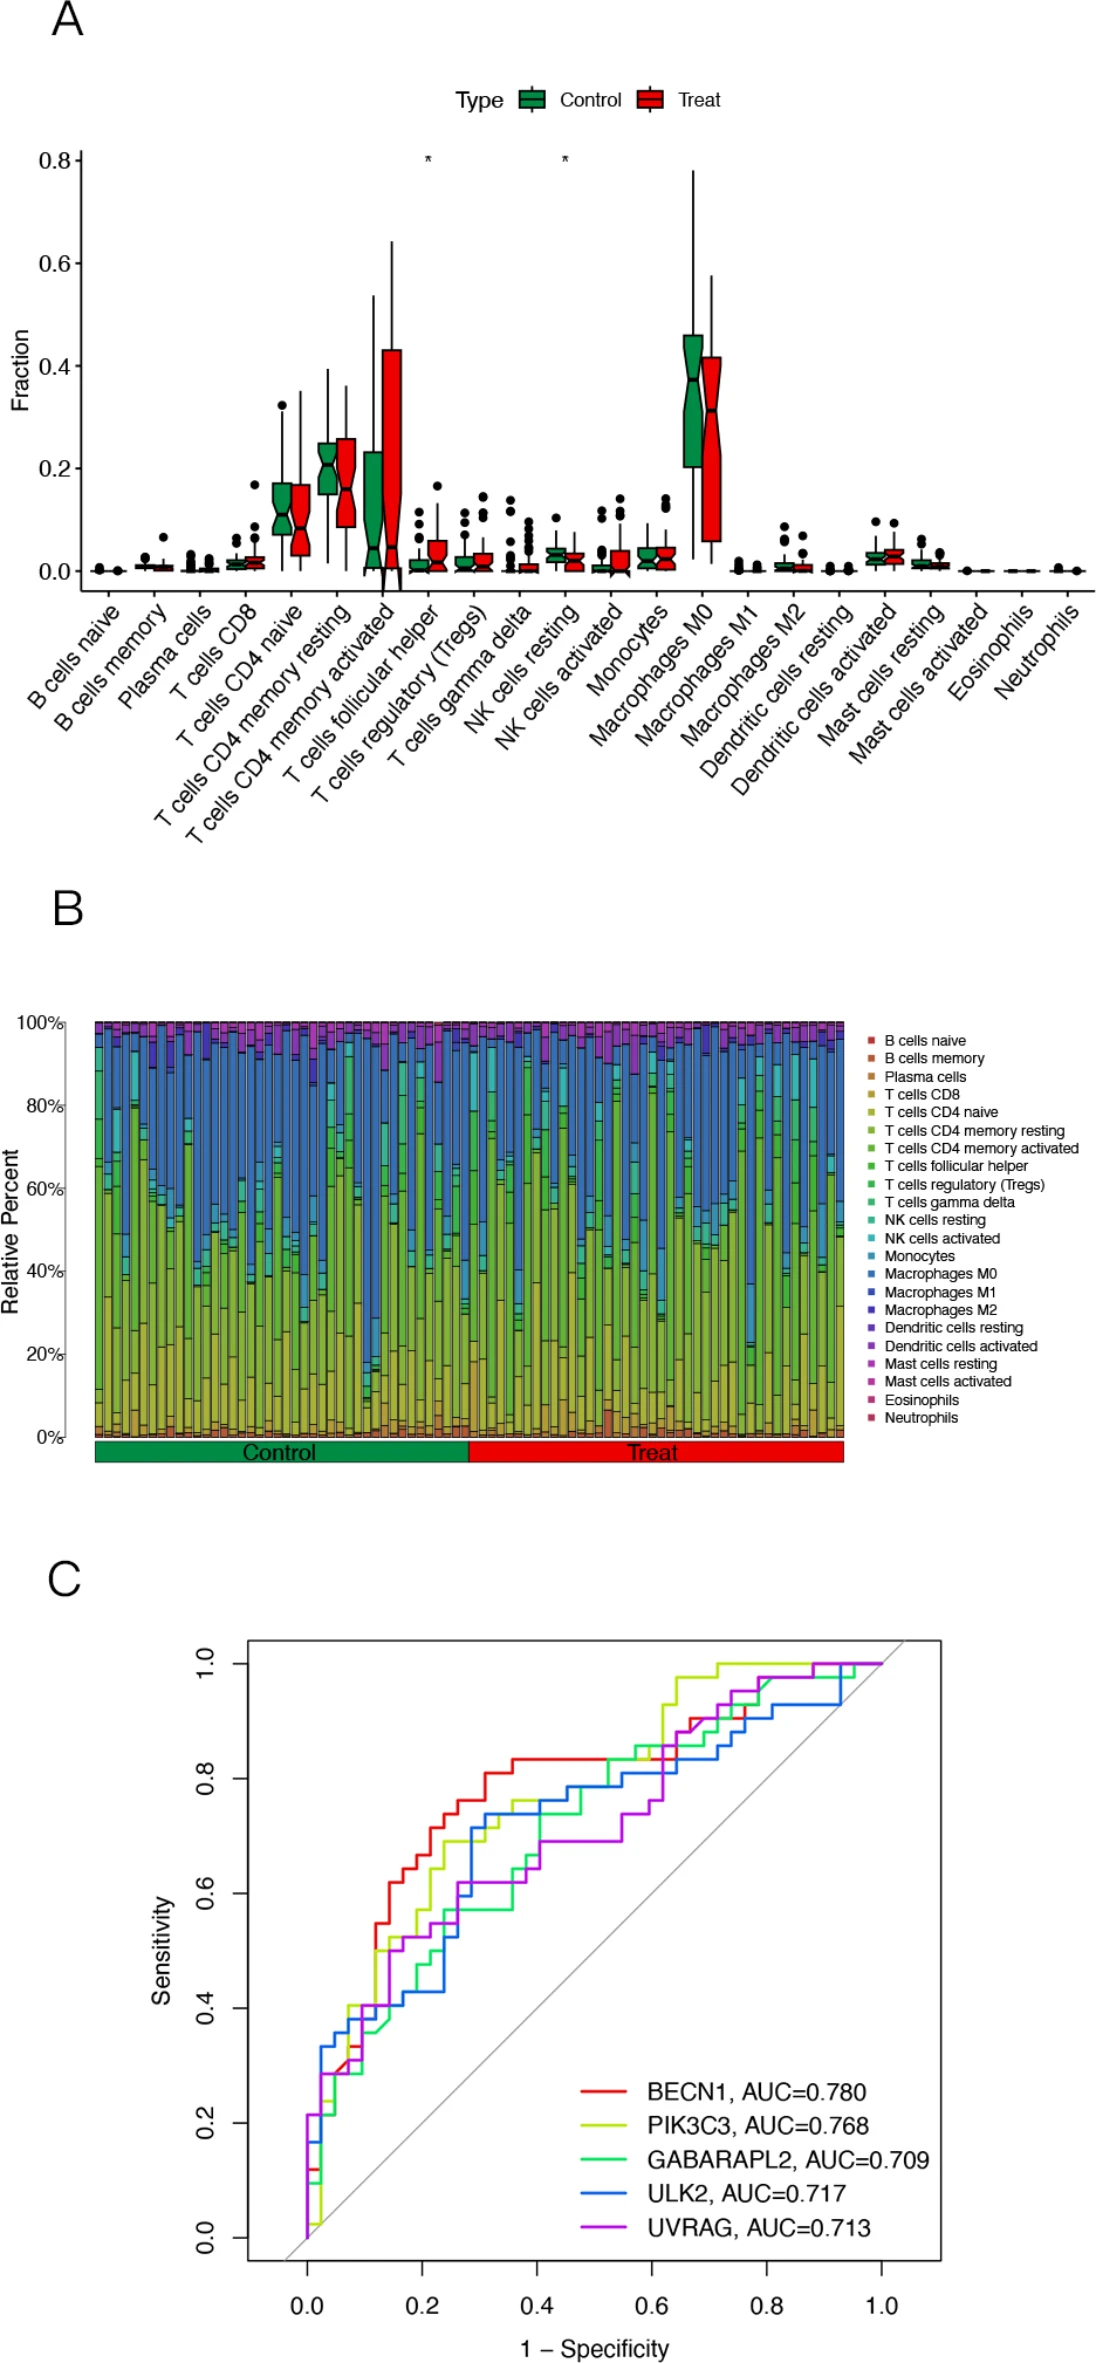 A
Type Control Treat
* *
0.8
0.6
0.4
0.2
0.0
Fraction
B cells naive
B cells memory
Plasma cells
T cells CD8
T cells CD4 naive
T cells CD4 memory resting
T cells CD4 memory activated
T cells follicular helper
T cells regulatory (Tregs)
T cells gamma delta
NK cells resting
NK cells activated
Monocytes
Macrophages M0
Macrophages M1
Macrophages M2
Dendritic cells resting
Dendritic cells activated
Mast cells resting
Mast cells activated
Eosinophils
Neutrophils
B
100%
80%
60%
40%
20%
0%
Relative Percent
Control Treat
B cells naive
B cells memory
Plasma cells
T cells CD8
T cells CD4 naive
T cells CD4 memory resting
T cells CD4 memory activated
T cells follicular helper
T cells regulatory (Tregs)
T cells gamma delta
NK cells resting
NK cells activated
Monocytes
Macrophages M0
Macrophages M1
Macrophages M2
Dendritic cells resting
Dendritic cells activated
Mast cells resting
Mast cells activated
Eosinophils
Neutrophils
C
1.0
0.8
0.6
0.4
0.2
0.0
Sensitivity
BECN1, AUC=0.780
PIK3C3, AUC=0.768
GABARAPL2, AUC=0.709
ULK2, AUC=0.717
UVRAG, AUC=0.713
0.0 0.2 0.4 0.6 0.8 1.0
1 – Specificity